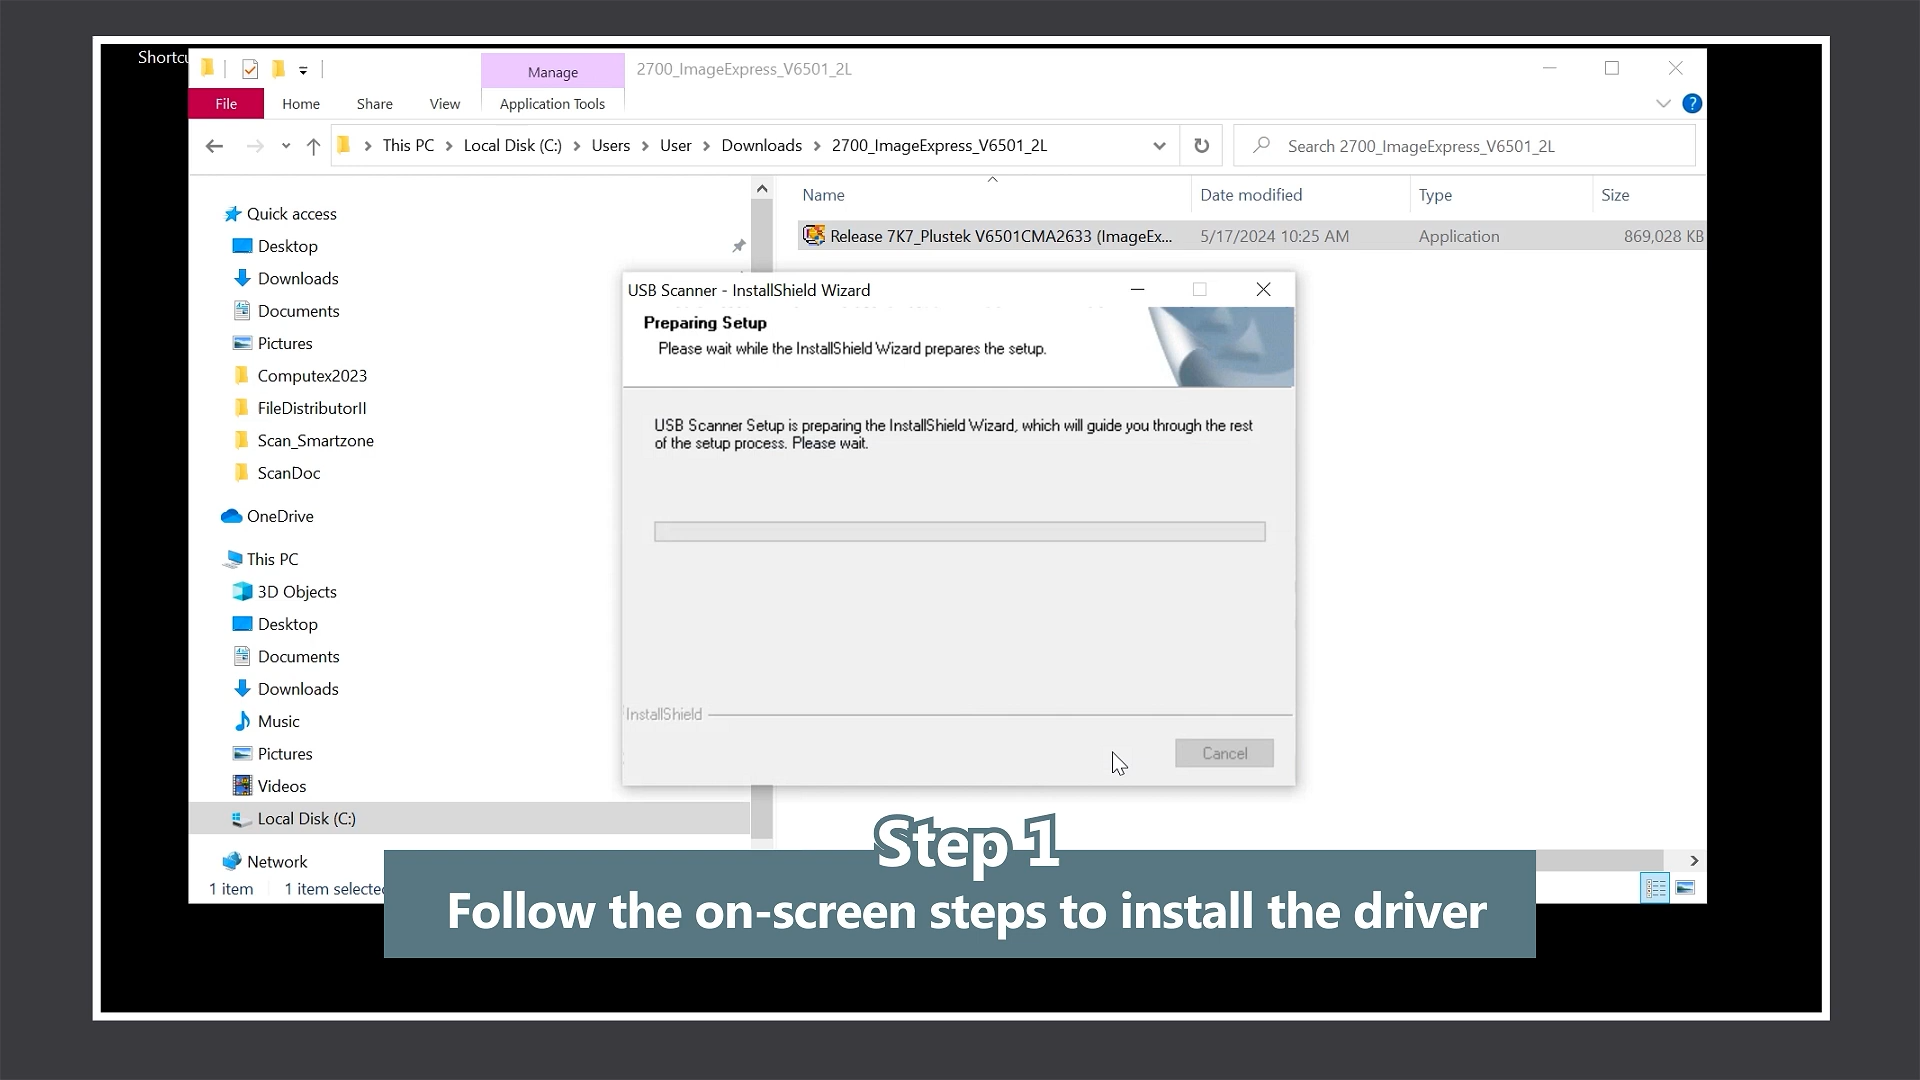 Shortcu
Manage
2700_ImageExpress_V6501_2L
File
Home
Share
View
Application Tools
?
This PC
Local Disk (C:)
Users
User
Downloads
2700_ImageExpress_V6501_2L
Search 2700_ImageExpress_V6501_2L
Name
Date modified
Type
Size
Release 7K7_Plustek V6501CMA2633 (ImageEx...
5/17/2024 10:25 AM
Application
869,028 KB
Quick access
Desktop
Downloads
Documents
Pictures
Computex2023
FileDistributorII
Scan_Smartzone
ScanDoc
OneDrive
This PC
3D Objects
Desktop
Documents
Downloads
Music
Pictures
Videos
Local Disk (C:)
Network
1 item
1 item selected
USB Scanner - InstallShield Wizard
Preparing Setup
Please wait while the InstallShield Wizard prepares the setup.
USB Scanner Setup is preparing the InstallShield Wizard, which will guide you through the rest
of the setup process. Please wait.
InstallShield
Cancel
Step 1
Follow the on-screen steps to install the driver